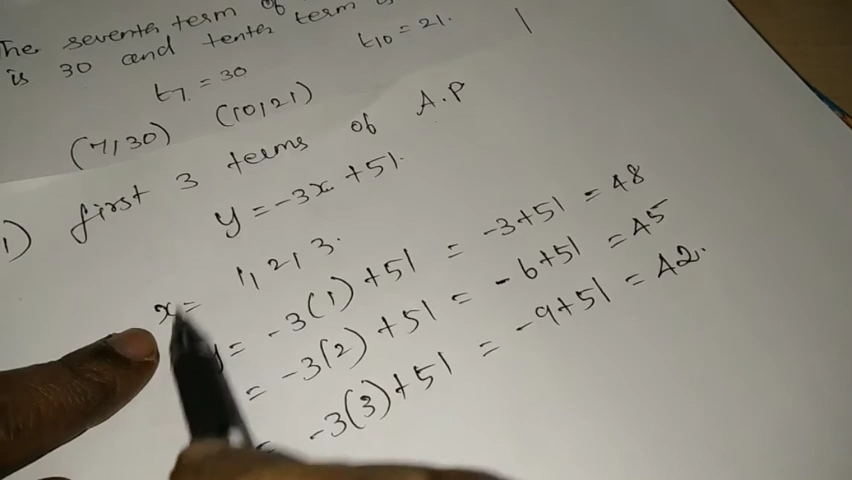 The seventh term of
is 30 and tenth term is
t7 = 30 t10 = 21.
(7,30) (10,21)
1) first 3 terms of A.P
y = -3x + 51.
x = 1, 2, 3.
y = -3(1) + 51 = -3+51 = 48
= -3(2) + 51 = -6+51 = 45
= -3(3) + 51 = -9+51 = 42.